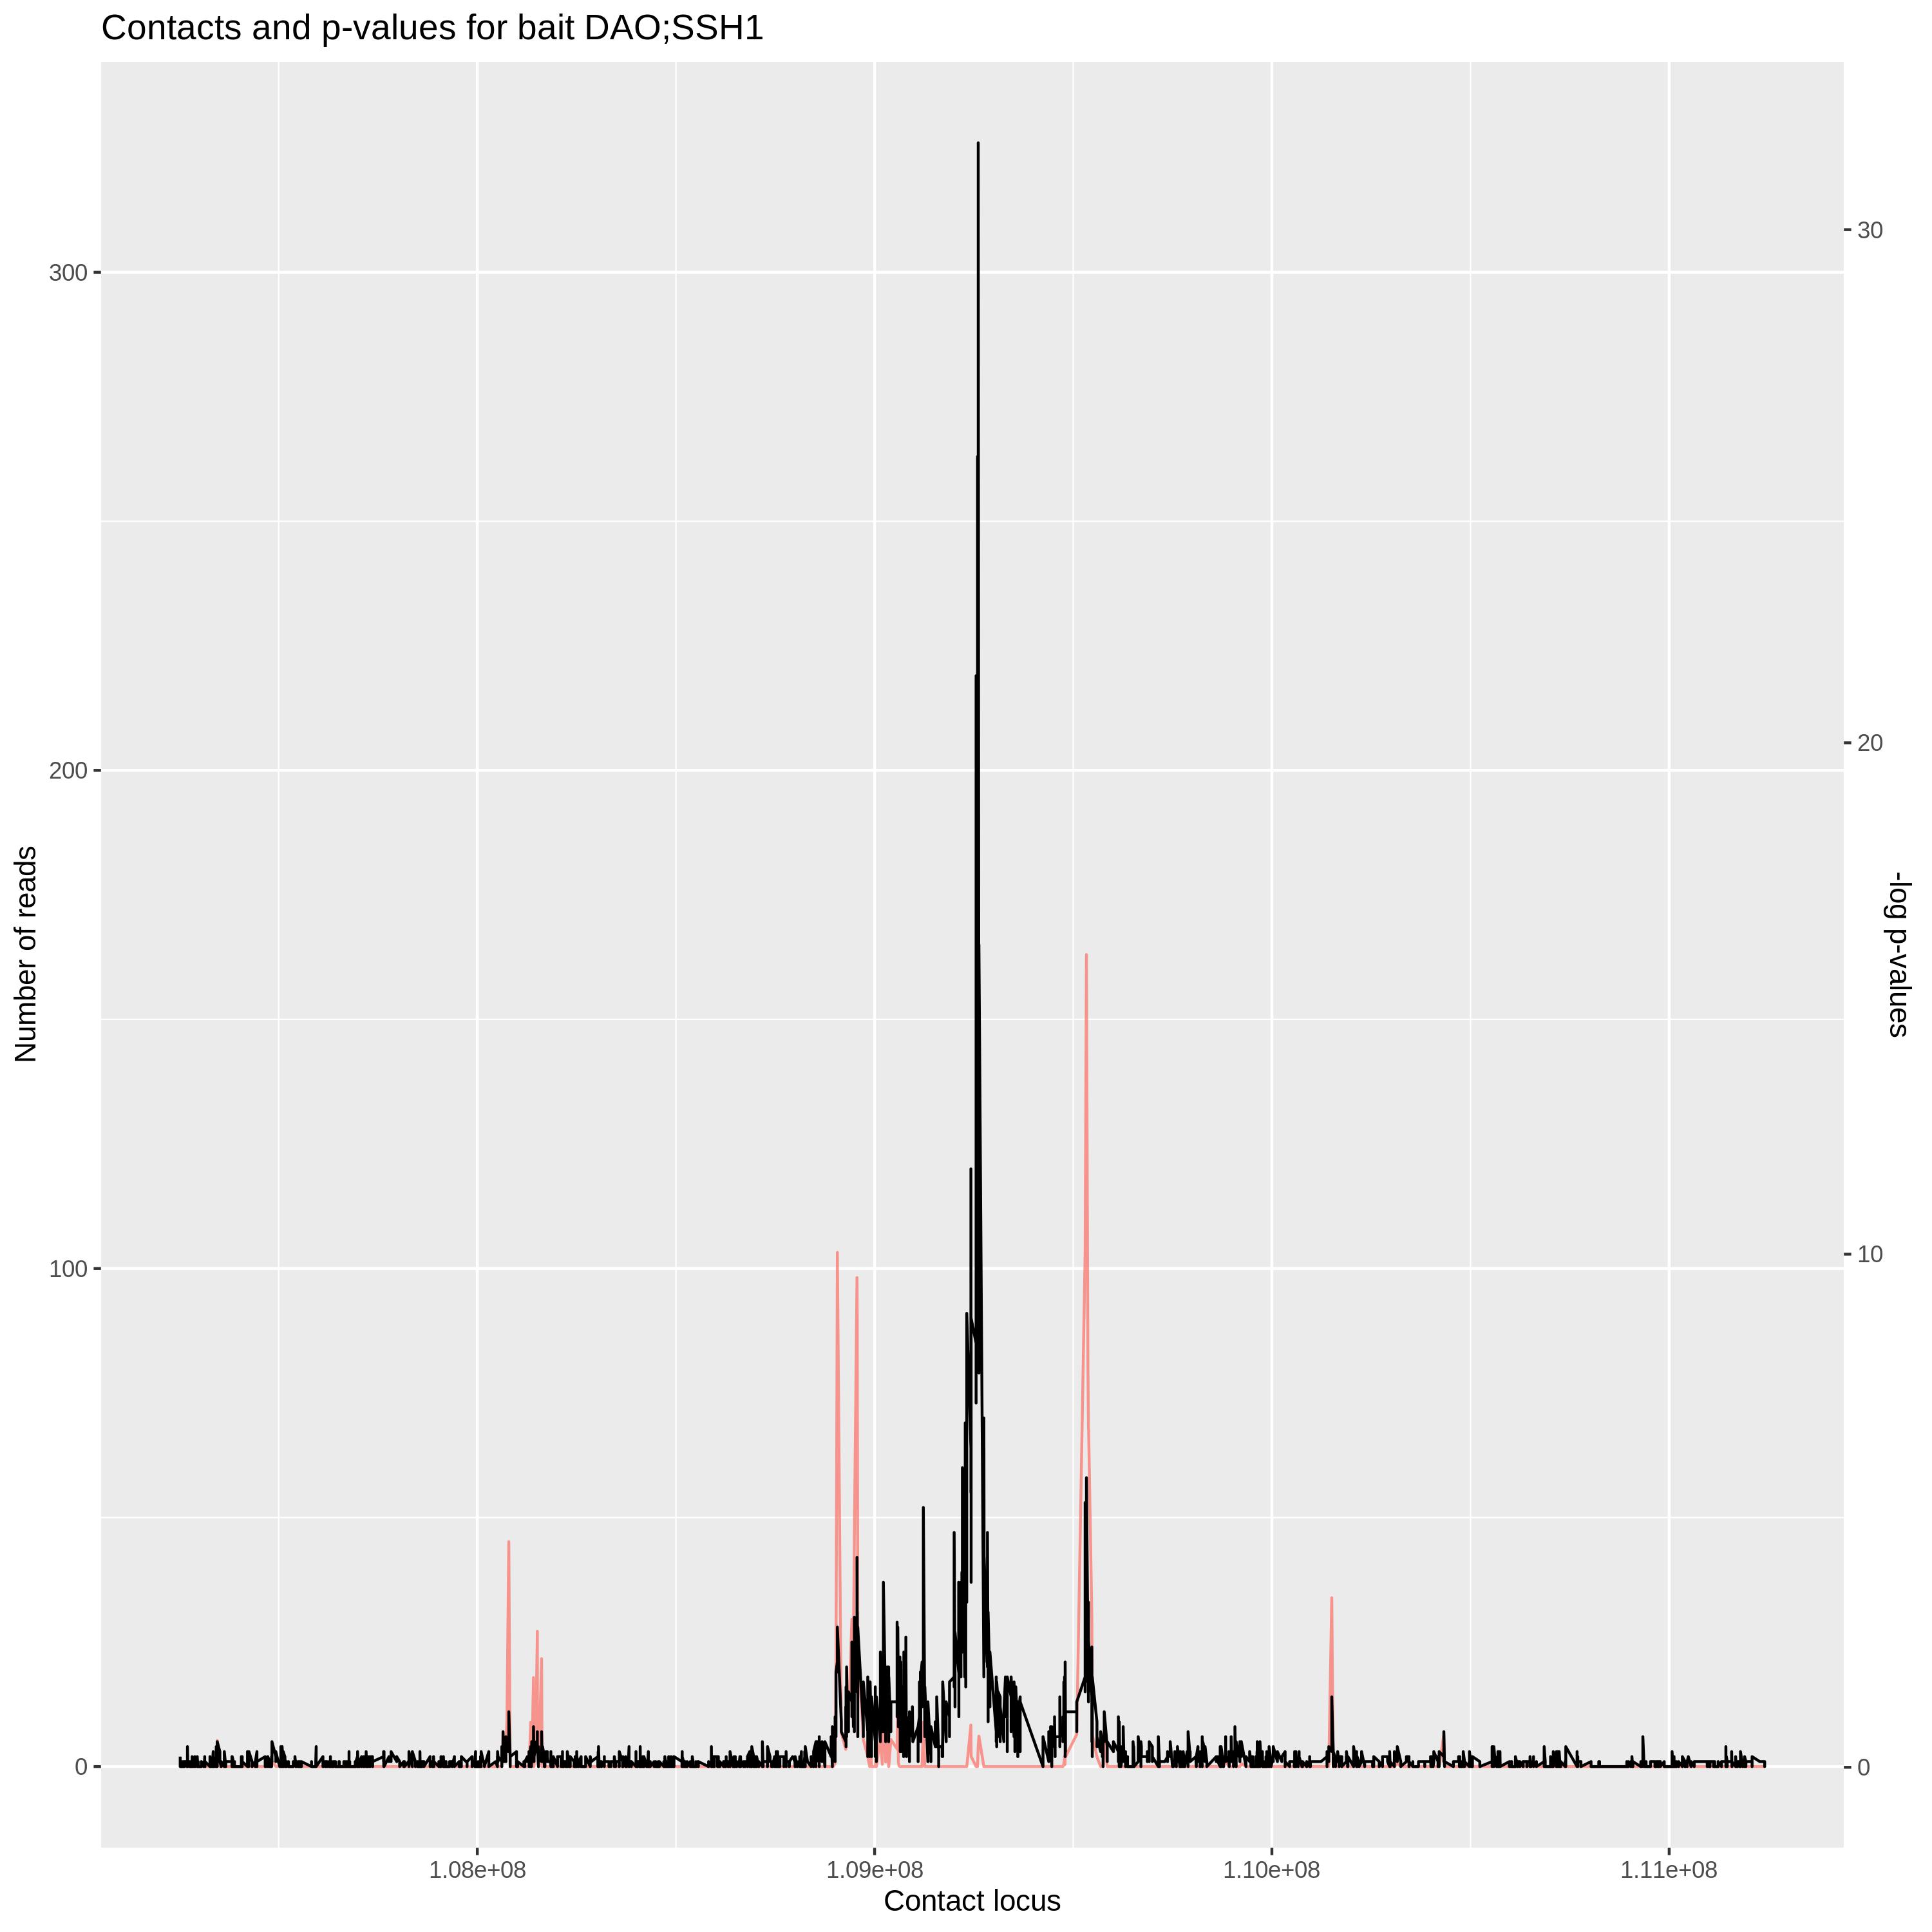 Contacts and p-values for bait DAO;SSH1
300
200
100
0
Number of reads
30
20
10
0
-log p-values
1.08e+08
1.09e+08
1.10e+08
1.11e+08
Contact locus